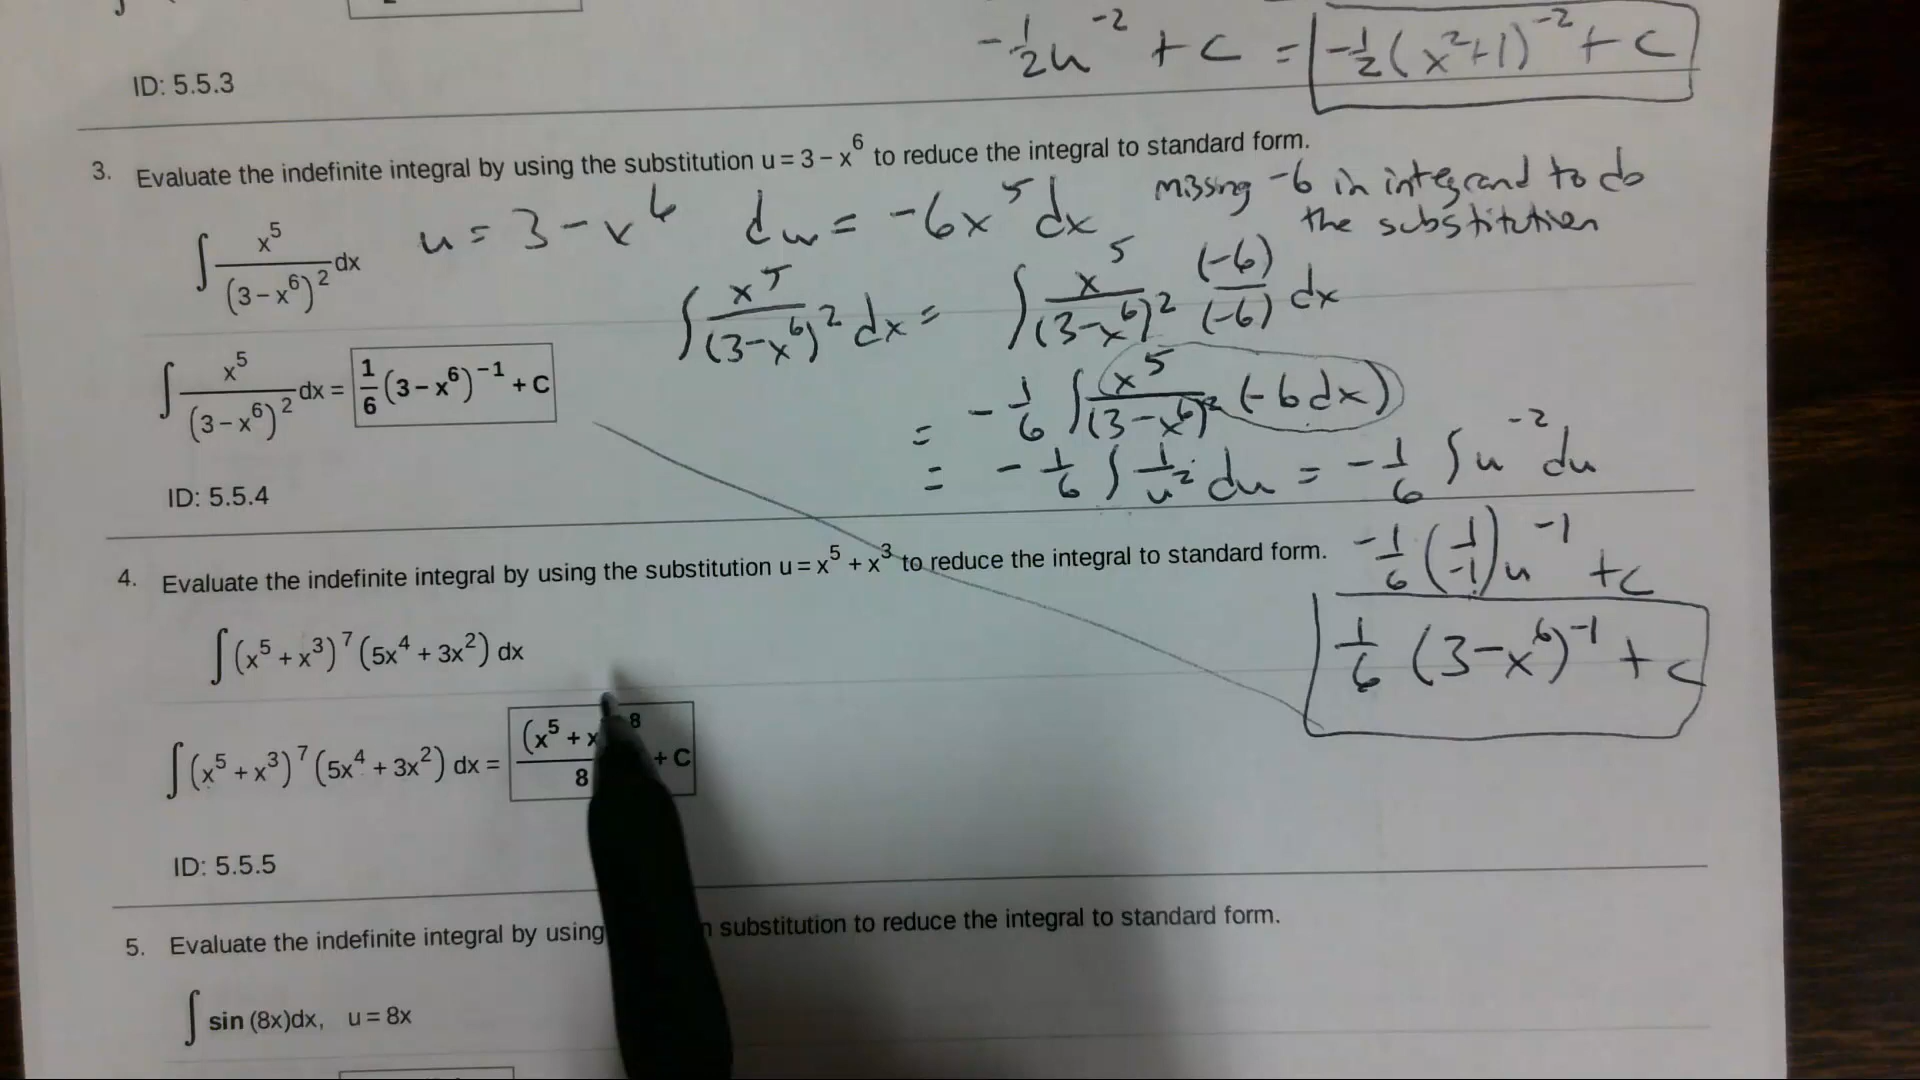 -1/2 u^-2 + C = -1/2 (x^2+1)^-2 + C
ID: 5.5.3
3. Evaluate the indefinite integral by using the substitution u = 3 − x^6 to reduce the integral to standard form.
missing -6 in integrand to do
the substitution
u = 3 - x^6 du = -6x^5 dx
∫ x^5/(3 − x^6)^2 dx
∫ x^5/(3-x^6)^2 dx = ∫ x^5/(3-x^6)^2 (-6)/(-6) dx
∫ x^5/(3 − x^6)^2 dx = 1/6 (3 − x^6)^−1 + C
= -1/6 ∫ x^5/(3-x^6)^2 (-6dx)
= -1/6 ∫ 1/u^2 du = -1/6 ∫ u^-2 du
ID: 5.5.4
-1/6 (1/-1) u^-1 + C
1/6 (3-x^6)^-1 + C
4. Evaluate the indefinite integral by using the substitution u = x^5 + x^3 to reduce the integral to standard form.
∫ (x^5 + x^3)^7 (5x^4 + 3x^2) dx
∫ (x^5 + x^3)^7 (5x^4 + 3x^2) dx = (x^5 + x 8/8 + C
ID: 5.5.5
5. Evaluate the indefinite integral by using substitution to reduce the integral to standard form.
∫ sin (8x)dx, u = 8x